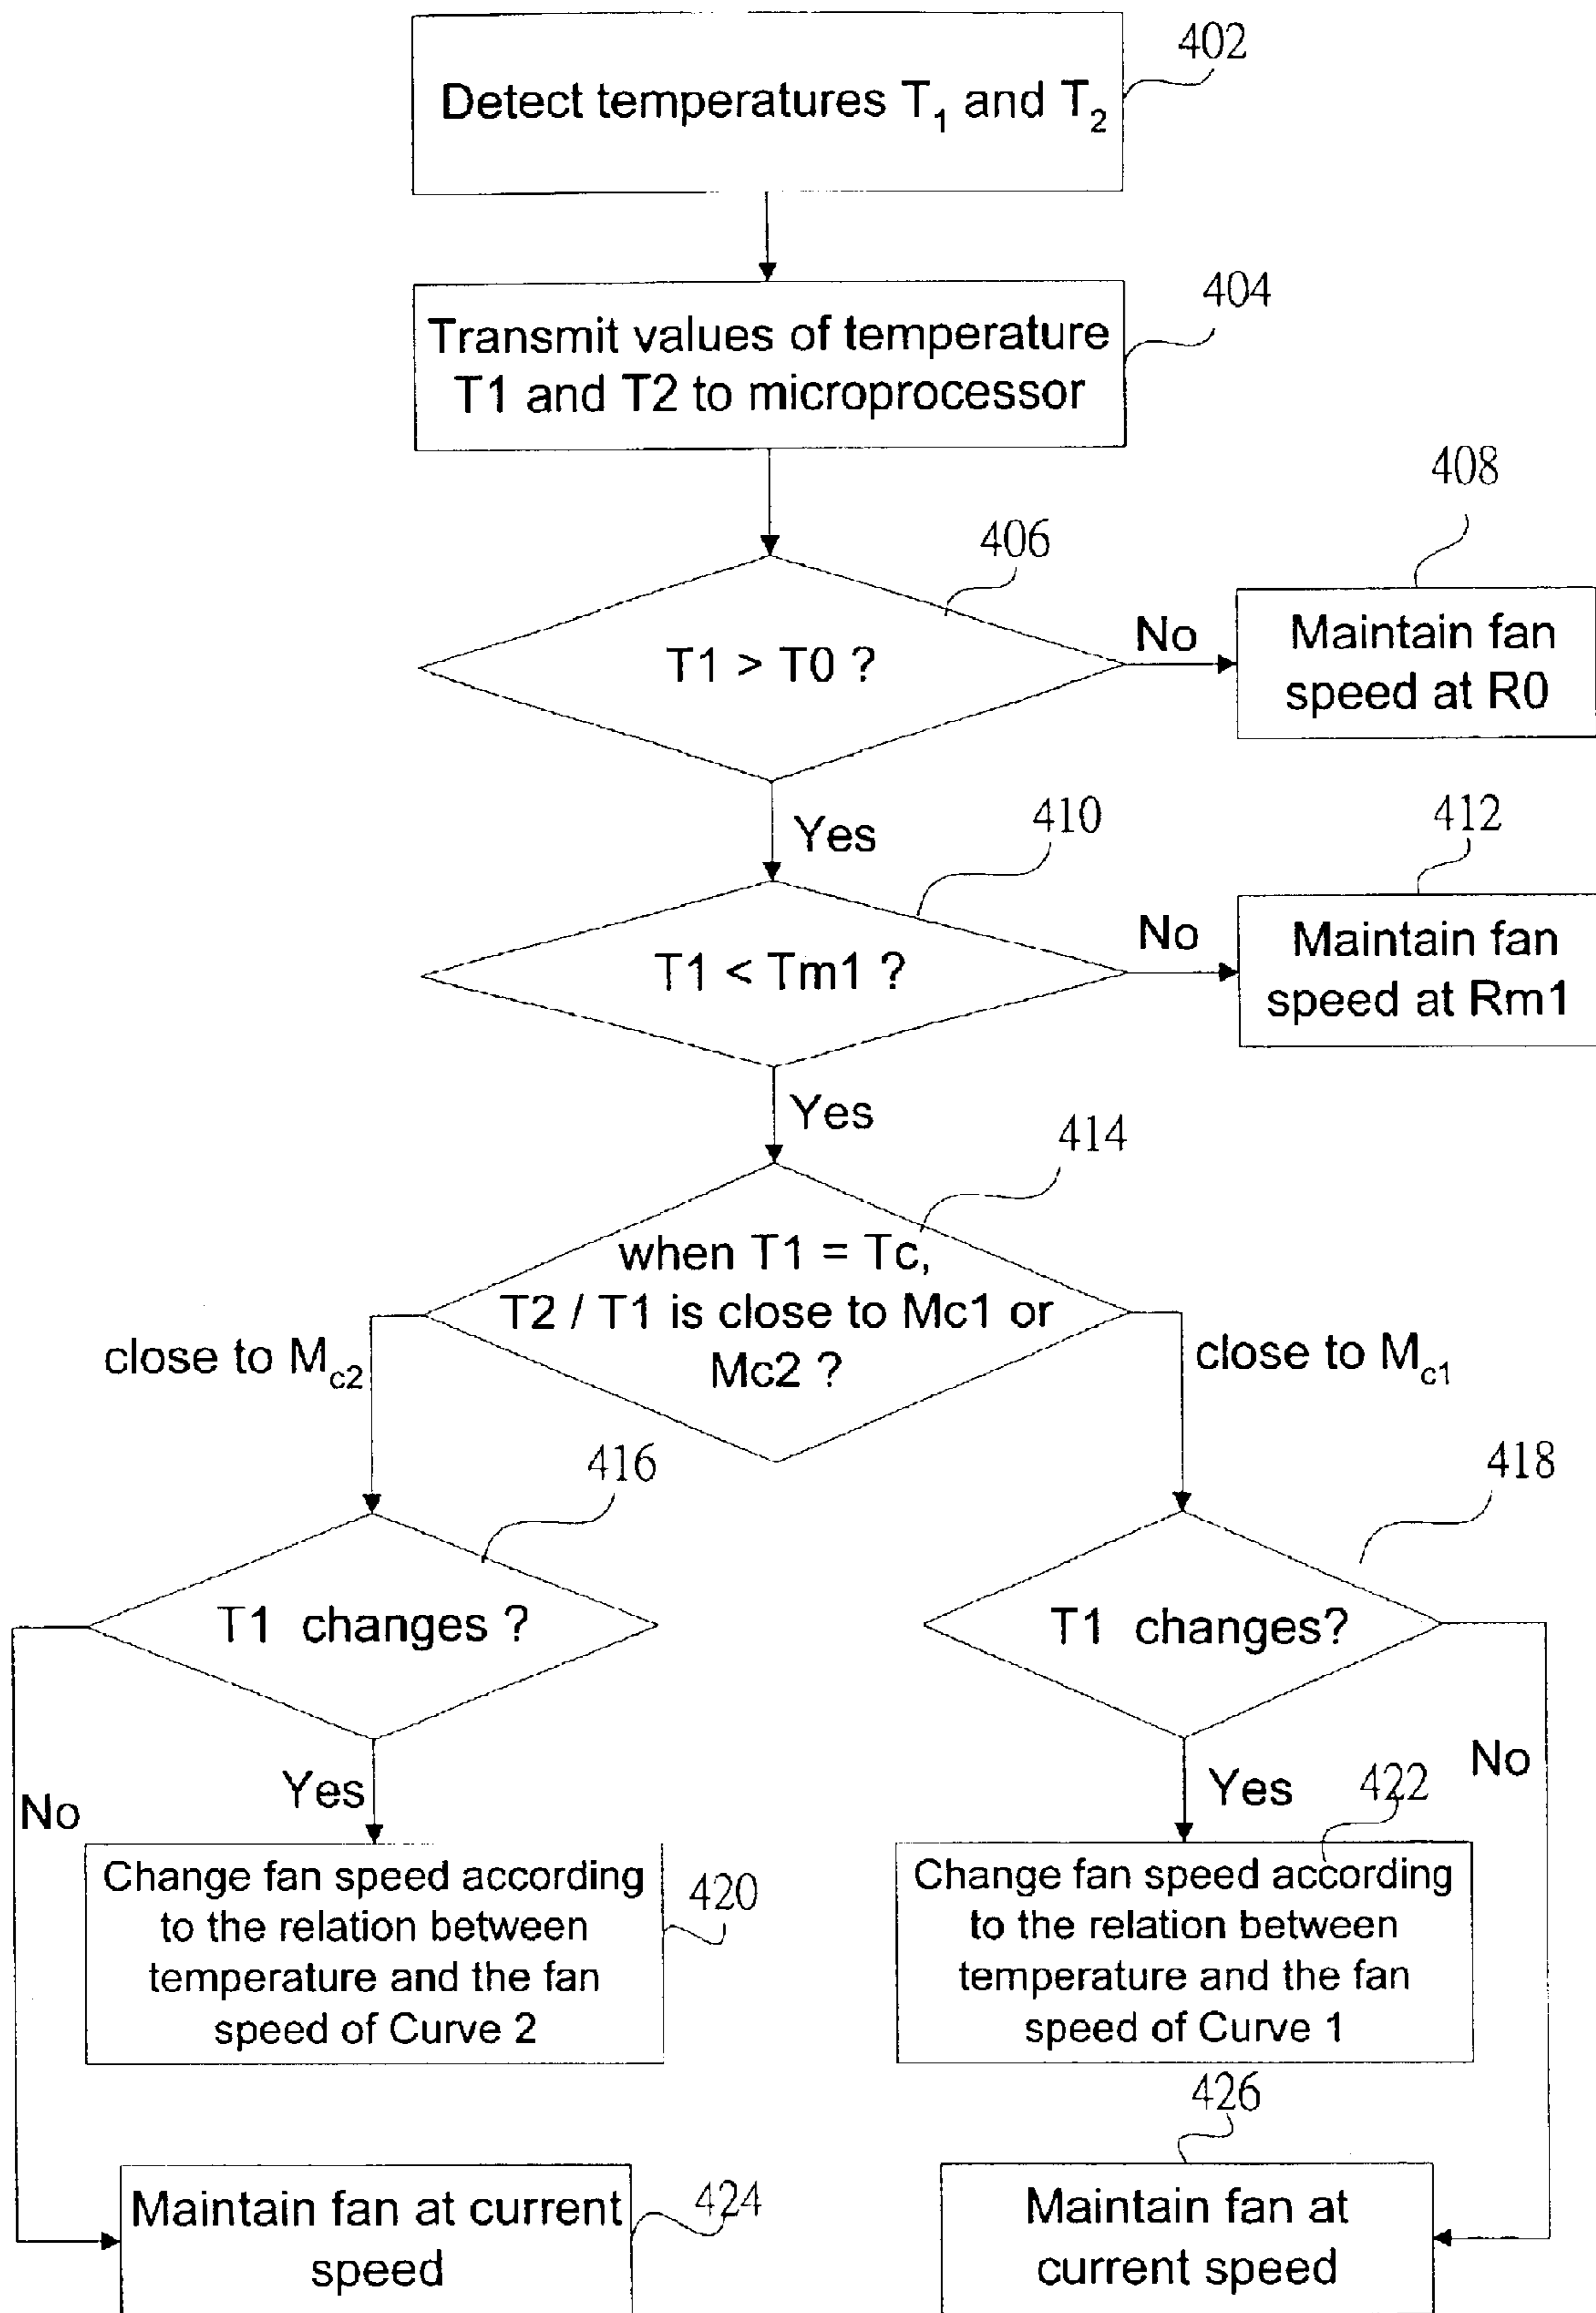 402
Detect temperatures T₁ and T₂
404
Transmit values of temperature
T1 and T2 to microprocessor
406
408
T1 > T0 ?
No
Maintain fan
speed at R0
Yes
410
412
T1 < Tm1 ?
No
Maintain fan
speed at Rm1
Yes
414
when T1 = Tc,
T2 / T1 is close to Mc1 or
Mc2 ?
close to Mc2
close to Mc1
416
418
T1 changes ?
T1 changes?
No
Yes
Yes
No
422
Change fan speed according
to the relation between
temperature and the fan
speed of Curve 2
420
Change fan speed according
to the relation between
temperature and the fan
speed of Curve 1
426
Maintain fan at current
speed
424
Maintain fan at
current speed